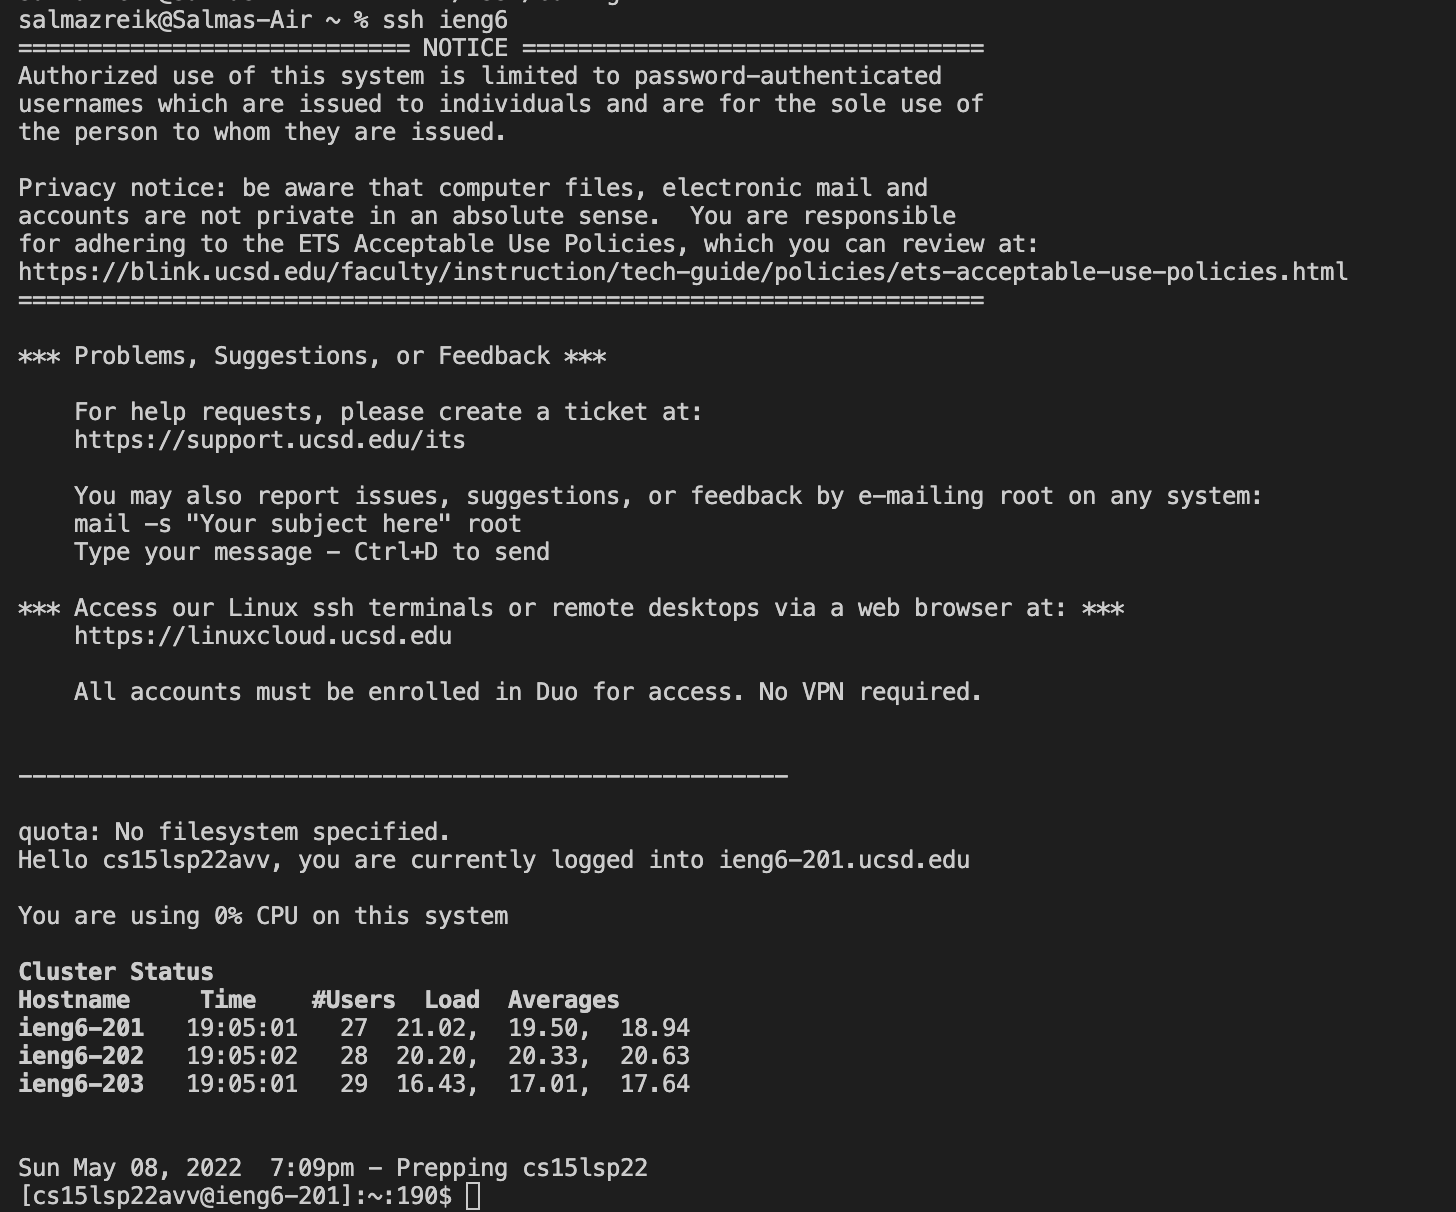 salmazreik@Salmas-Air ~ % ssh ieng6
============================ NOTICE =================================
Authorized use of this system is limited to password-authenticated
usernames which are issued to individuals and are for the sole use of
the person to whom they are issued.

Privacy notice: be aware that computer files, electronic mail and
accounts are not private in an absolute sense.  You are responsible
for adhering to the ETS Acceptable Use Policies, which you can review at:
https://blink.ucsd.edu/faculty/instruction/tech-guide/policies/ets-acceptable-use-policies.html
=====================================================================

*** Problems, Suggestions, or Feedback ***

    For help requests, please create a ticket at:
    https://support.ucsd.edu/its

    You may also report issues, suggestions, or feedback by e-mailing root on any system:
    mail -s "Your subject here" root
    Type your message - Ctrl+D to send

*** Access our Linux ssh terminals or remote desktops via a web browser at: ***
    https://linuxcloud.ucsd.edu

    All accounts must be enrolled in Duo for access. No VPN required.


-------------------------------------------------------

quota: No filesystem specified.
Hello cs15lsp22avv, you are currently logged into ieng6-201.ucsd.edu

You are using 0% CPU on this system

Cluster Status
Hostname     Time    #Users  Load  Averages
ieng6-201   19:05:01   27  21.02,  19.50,  18.94
ieng6-202   19:05:02   28  20.20,  20.33,  20.63
ieng6-203   19:05:01   29  16.43,  17.01,  17.64


Sun May 08, 2022  7:09pm - Prepping cs15lsp22
[cs15lsp22avv@ieng6-201]:~:190$